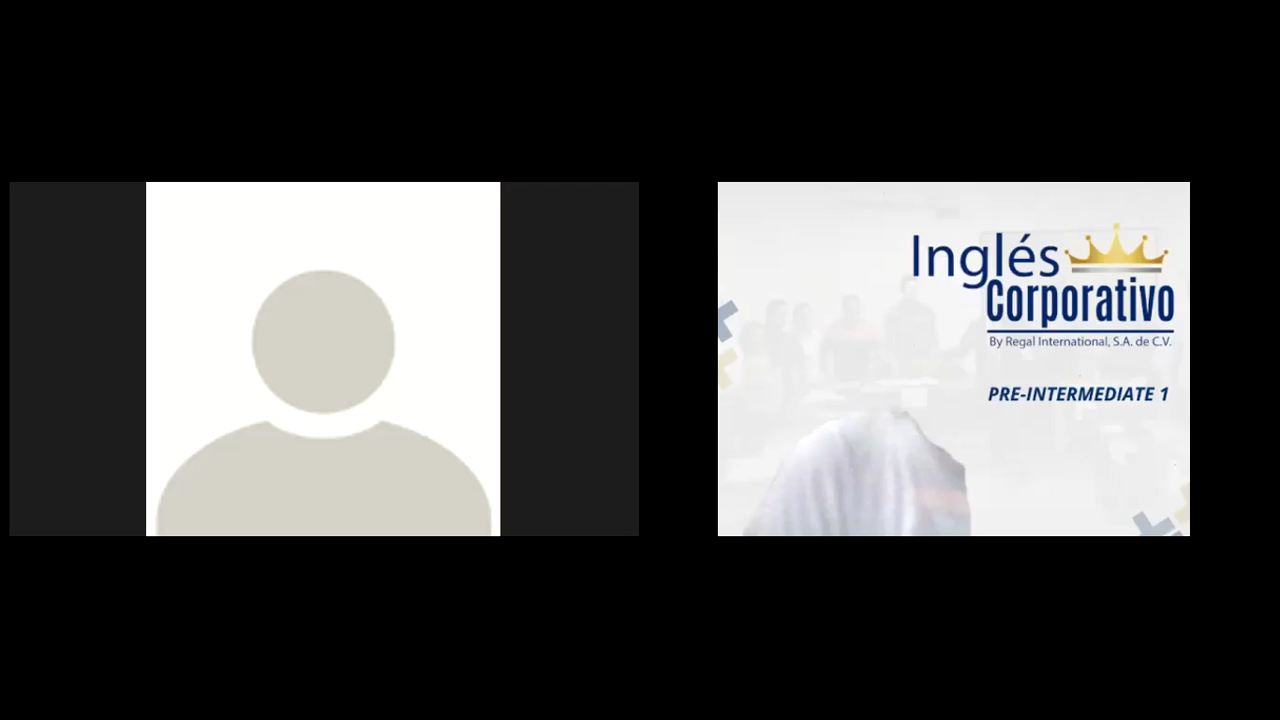 Inglés
Corporativo
By Regal International, S.A. de C.V.
PRE-INTERMEDIATE 1